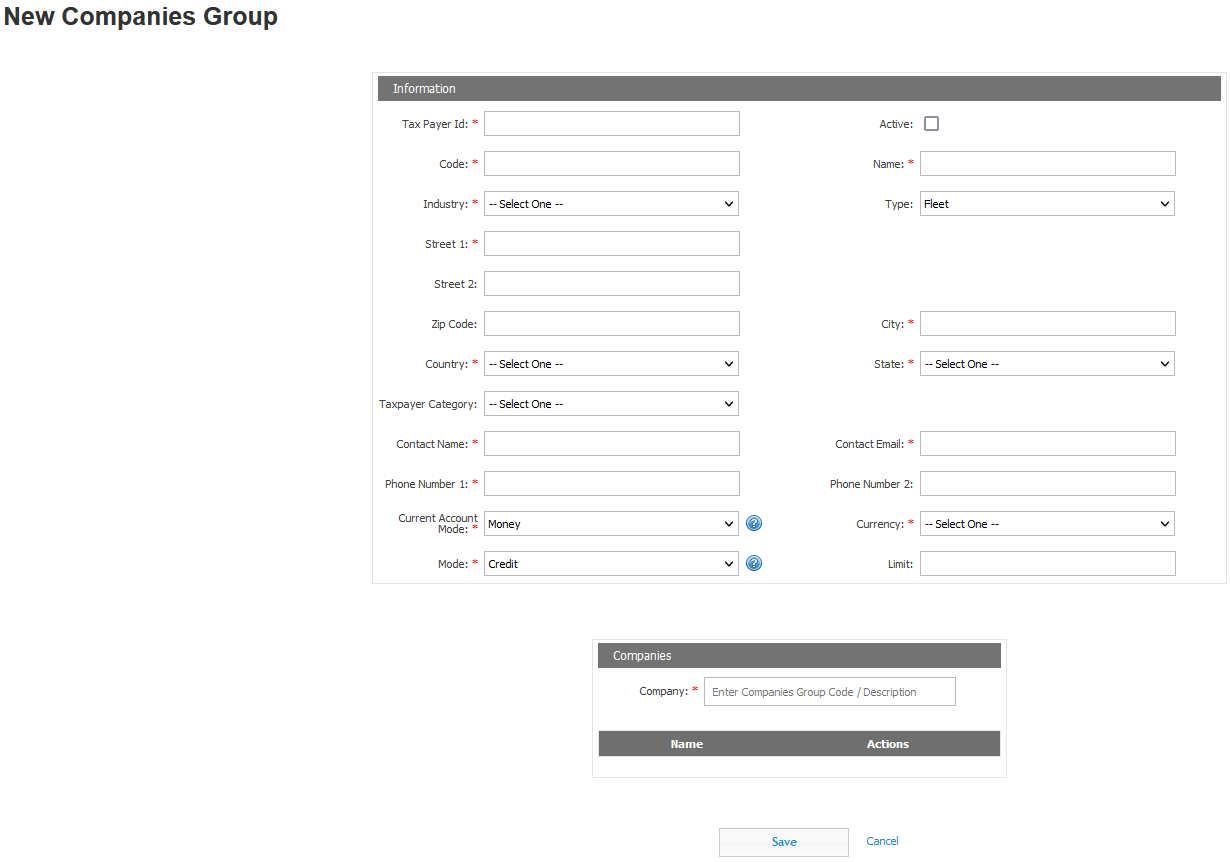 New Companies Group
Information
Tax Payer Id: *
Active:
Code: *
Name: *
Industry: * -- Select One --
Type: Fleet
Street 1: *
Street 2:
Zip Code:
City: *
Country: * -- Select One --
State: * -- Select One --
Taxpayer Category: -- Select One --
Contact Name: *
Contact Email: *
Phone Number 1: *
Phone Number 2:
Current Account
Mode: * Money ?
Currency: * -- Select One --
Mode: * Credit ?
Limit:
Companies
Company: * Enter Companies Group Code / Description
Name Actions
Save Cancel